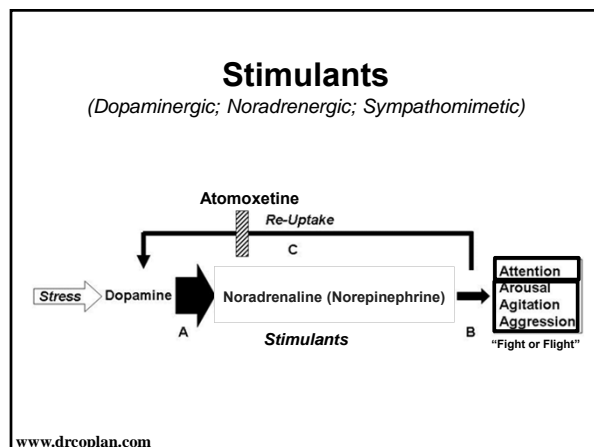 Stimulants
(Dopaminergic; Noradrenergic; Sympathomimetic)
Atomoxetine
Re-Uptake
C
Stress
Dopamine
A
Noradrenaline (Norepinephrine)
Stimulants
B
Attention
Arousal
Agitation
Aggression
“Fight or Flight”
www.drcoplan.com